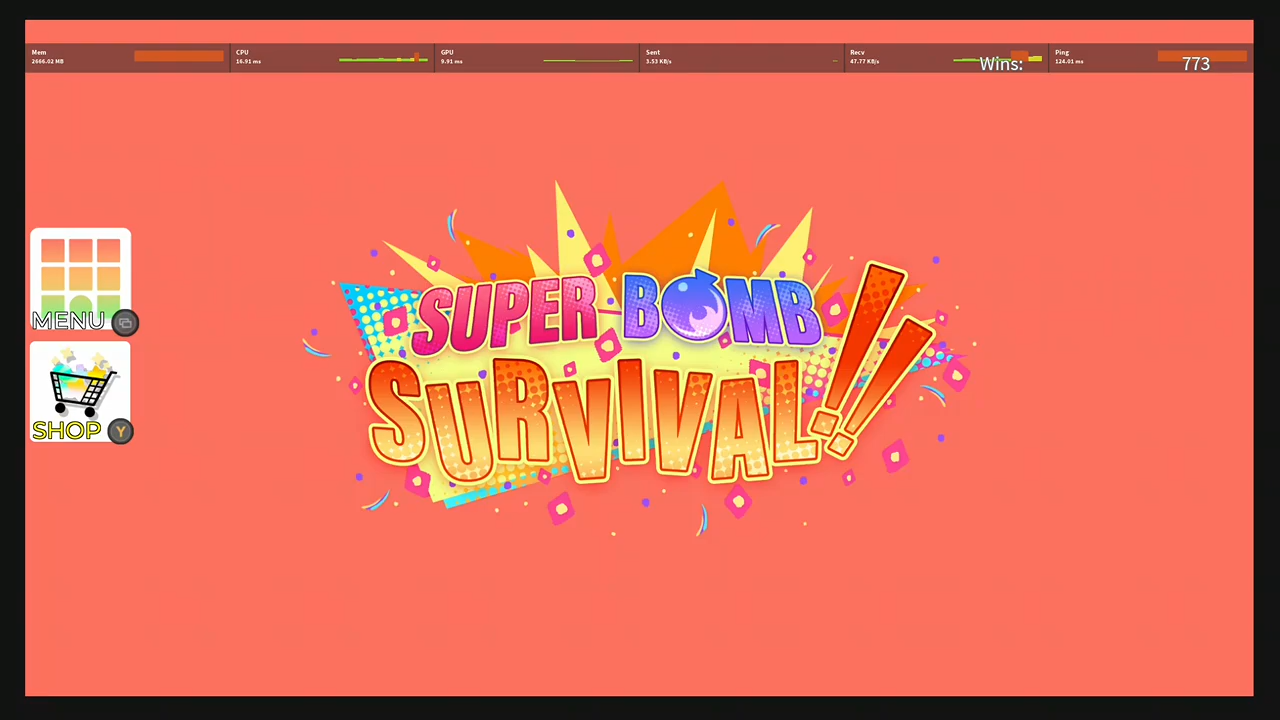 Mem
2666.02 MB
CPU
16.91 ms
GPU
9.91 ms
Sent
3.53 KB/s
Recv
47.77 KB/s
Wins:
Ping
124.01 ms
773
SUPER BOMB
SURVIVAL!!
MENU
SHOP
Y